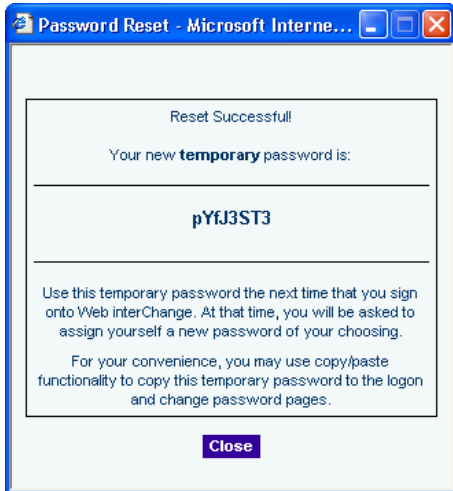 Password Reset - Microsoft Interne...
Reset Successful!
Your new temporary password is:
pYfJ3ST3
Use this temporary password the next time that you sign
onto Web interChange. At that time, you will be asked to
assign yourself a new password of your choosing.
For your convenience, you may use copy/paste
functionality to copy this temporary password to the logon
and change password pages.
Close